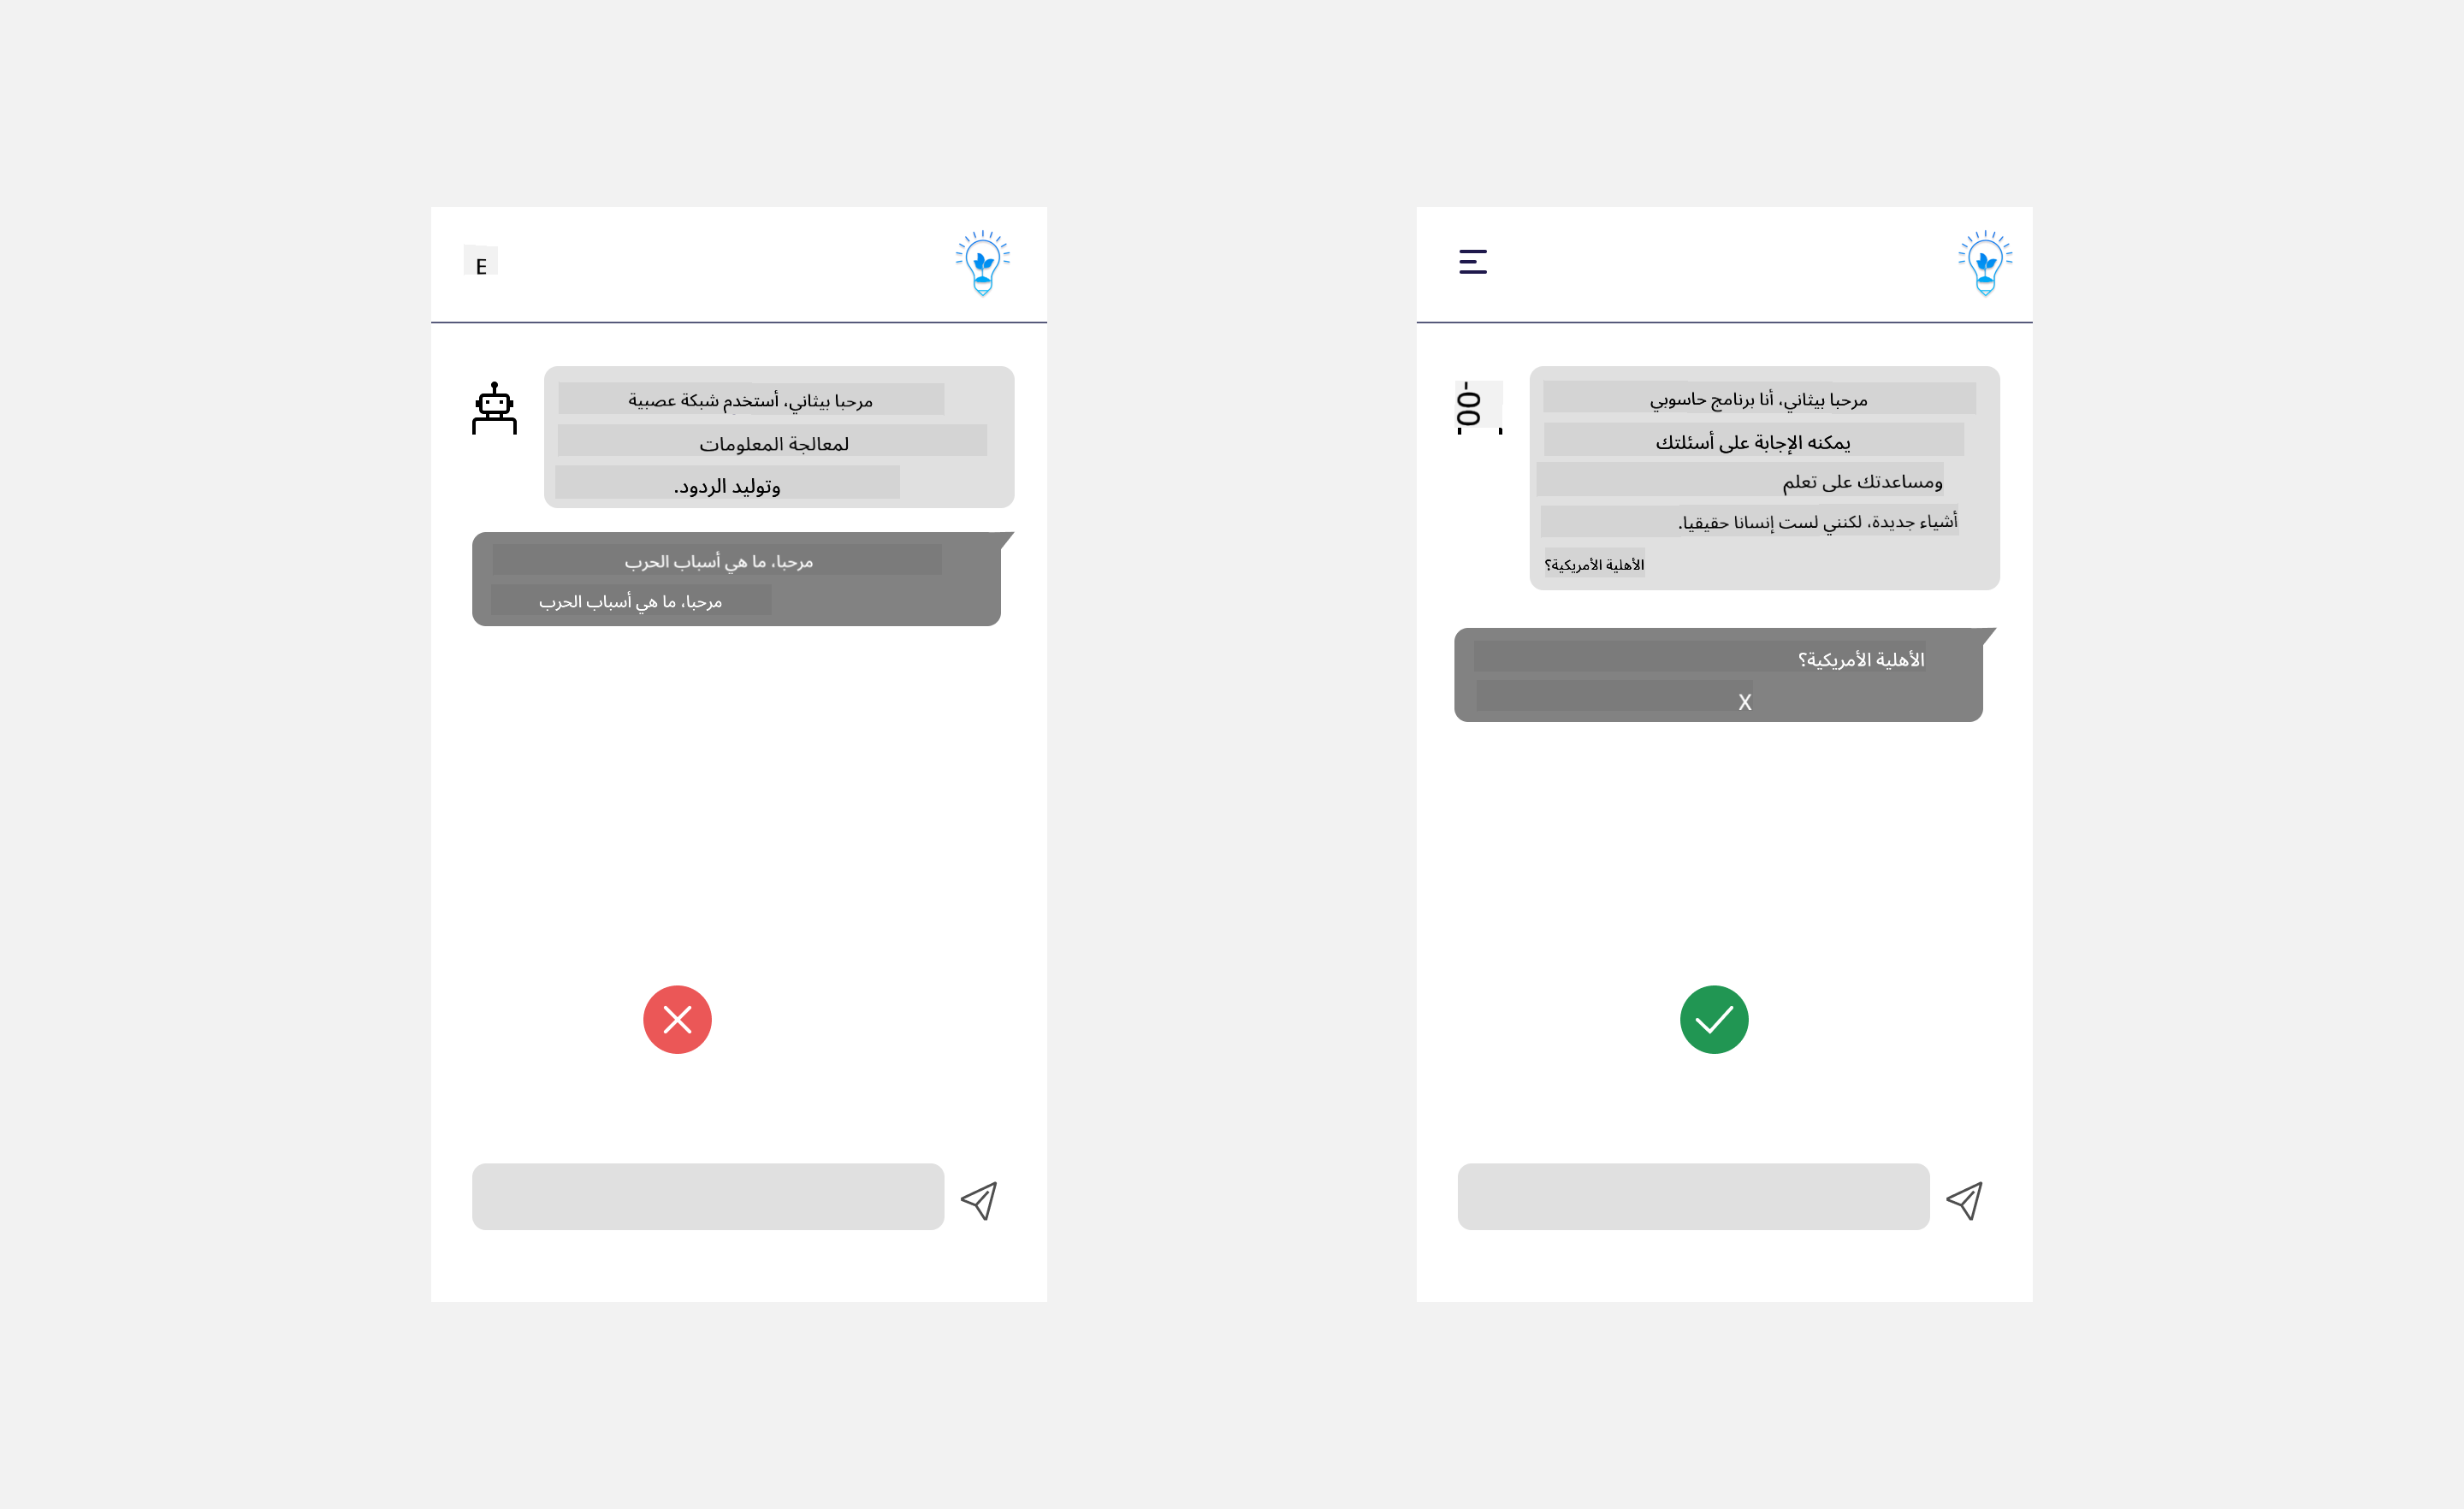 E
مرحبا بيثاني، أستخدم شبكة عصبية
لمعالجة المعلومات
وتوليد الردود.
مرحبا، ما هي أسباب الحرب
مرحبا، ما هي أسباب الحرب
-00-
مرحبا بيثاني، أنا برنامج حاسوبي
يمكنه الإجابة على أسئلتك
ومساعدتك على تعلم
أشياء جديدة، لكنني لست إنسانا حقيقيا.
الأهلية الأمريكية؟
الأهلية الأمريكية؟
X